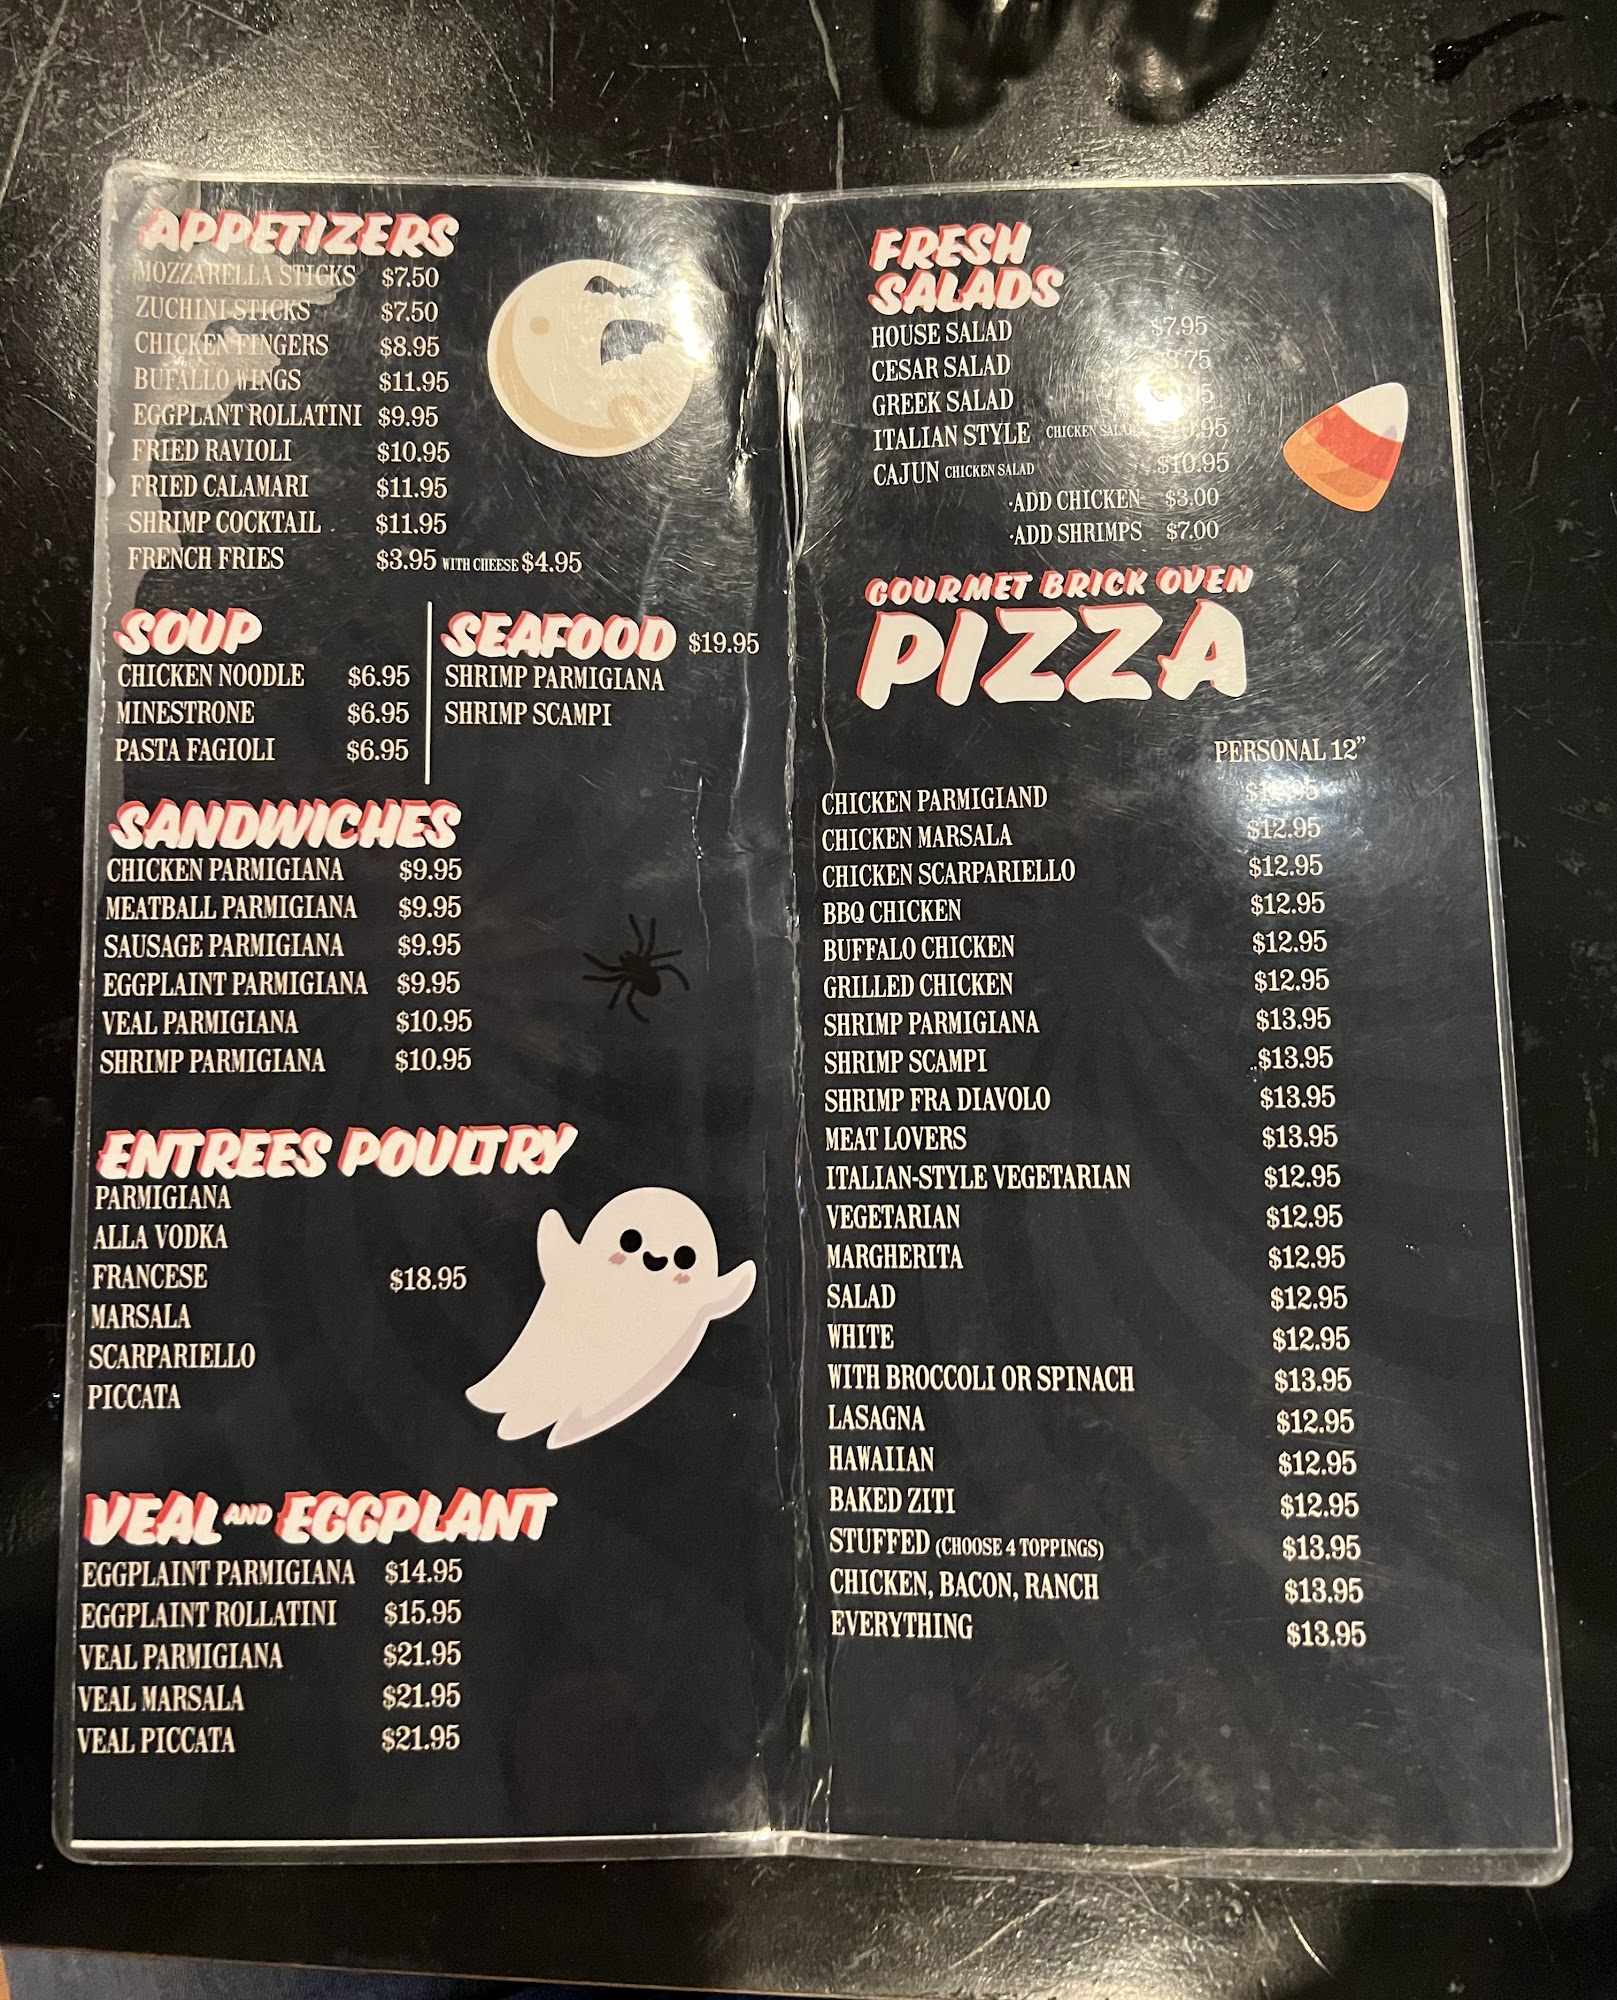 APPETIZERS
MOZZARELLA STICKS $7.50
ZUCHINI STICKS $7.50
CHICKEN FINGERS $8.95
BUFALLO WINGS $11.95
EGGPLANT ROLLATINI $9.95
FRIED RAVIOLI $10.95
FRIED CALAMARI $11.95
SHRIMP COCKTAIL . $11.95
FRENCH FRIES $3.95 WITH CHEESE $4.95
SOUP
CHICKEN NOODLE $6.95
MINESTRONE $6.95
PASTA FAGIOLI $6.95
SEAFOOD $19.95
SHRIMP PARMIGIANA
SHRIMP SCAMPI
SANDWICHES
CHICKEN PARMIGIANA $9.95
MEATBALL PARMIGIANA $9.95
SAUSAGE PARMIGIANA $9.95
EGGPLAINT PARMIGIANA $9.95
VEAL PARMIGIANA $10.95
SHRIMP PARMIGIANA $10.95
ENTREES POULTRY
PARMIGIANA
ALLA VODKA
FRANCESE $18.95
MARSALA
SCARPARIELLO
PICCATA
VEAL AND EGGPLANT
EGGPLAINT PARMIGIANA $14.95
EGGPLAINT ROLLATINI $15.95
VEAL PARMIGIANA $21.95
VEAL MARSALA $21.95
VEAL PICCATA $21.95
FRESH
SALADS
HOUSE SALAD $7.95
CESAR SALAD
GREEK SALAD
ITALIAN STYLE CHICKEN SALAD
CAJUN CHICKEN SALAD $10.95
·ADD CHICKEN $3.00
·ADD SHRIMPS $7.00
GOURMET BRICK OVEN
PIZZA
PERSONAL 12”
CHICKEN PARMIGIAND
CHICKEN MARSALA $12.95
CHICKEN SCARPARIELLO $12.95
BBQ CHICKEN $12.95
BUFFALO CHICKEN $12.95
GRILLED CHICKEN $12.95
SHRIMP PARMIGIANA $13.95
SHRIMP SCAMPI ..$13.95
SHRIMP FRA DIAVOLO $13.95
MEAT LOVERS $13.95
ITALIAN-STYLE VEGETARIAN $12.95
VEGETARIAN $12.95
MARGHERITA $12.95
SALAD $12.95
WHITE $12.95
WITH BROCCOLI OR SPINACH $13.95
LASAGNA $12.95
HAWAIIAN $12.95
BAKED ZITI $12.95
STUFFED (CHOOSE 4 TOPPINGS) $13.95
CHICKEN, BACON, RANCH $13.95
EVERYTHING $13.95